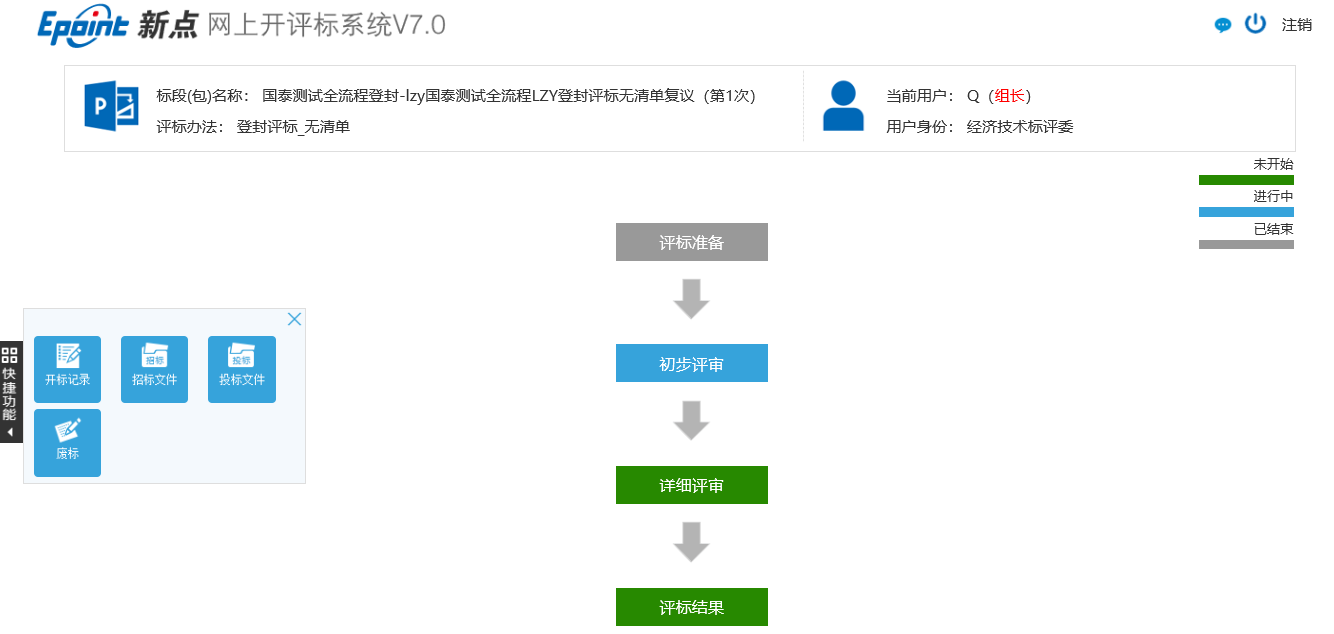 Epoint 新点 网上开评标系统V7.0
注销
标段(包)名称： 国泰测试全流程登封-lzy国泰测试全流程LZY登封评标无清单复议（第1次）
评标办法： 登封评标_无清单
当前用户： Q（组长）
用户身份： 经济技术标评委
未开始
进行中
已结束
评标准备
初步评审
详细评审
评标结果
快捷功能
开标记录
招标
招标文件
投标
投标文件
废标